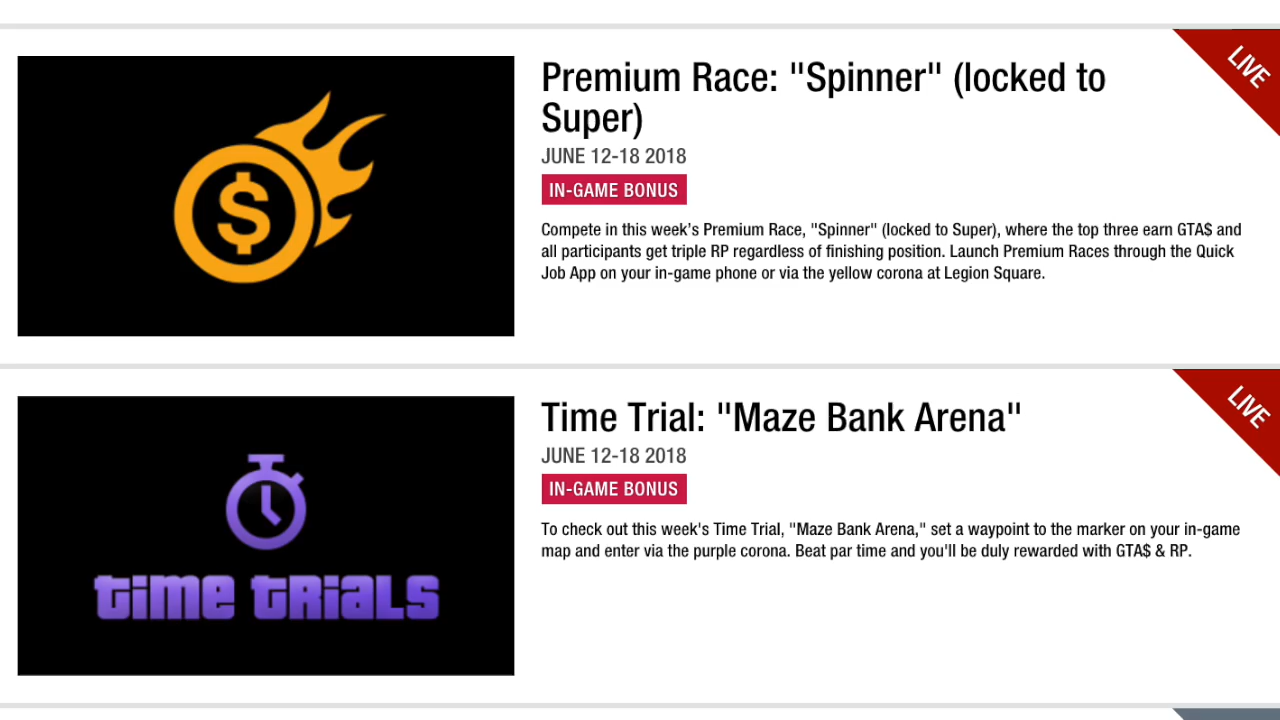 LIVE
Premium Race: "Spinner" (locked to
Super)
JUNE 12-18 2018
IN-GAME BONUS
Compete in this week’s Premium Race, "Spinner" (locked to Super), where the top three earn GTA$ and
all participants get triple RP regardless of finishing position. Launch Premium Races through the Quick
Job App on your in-game phone or via the yellow corona at Legion Square.
$
LIVE
Time Trial: "Maze Bank Arena"
JUNE 12-18 2018
IN-GAME BONUS
To check out this week's Time Trial, "Maze Bank Arena," set a waypoint to the marker on your in-game
map and enter via the purple corona. Beat par time and you'll be duly rewarded with GTA$ & RP.
time tRiaLS